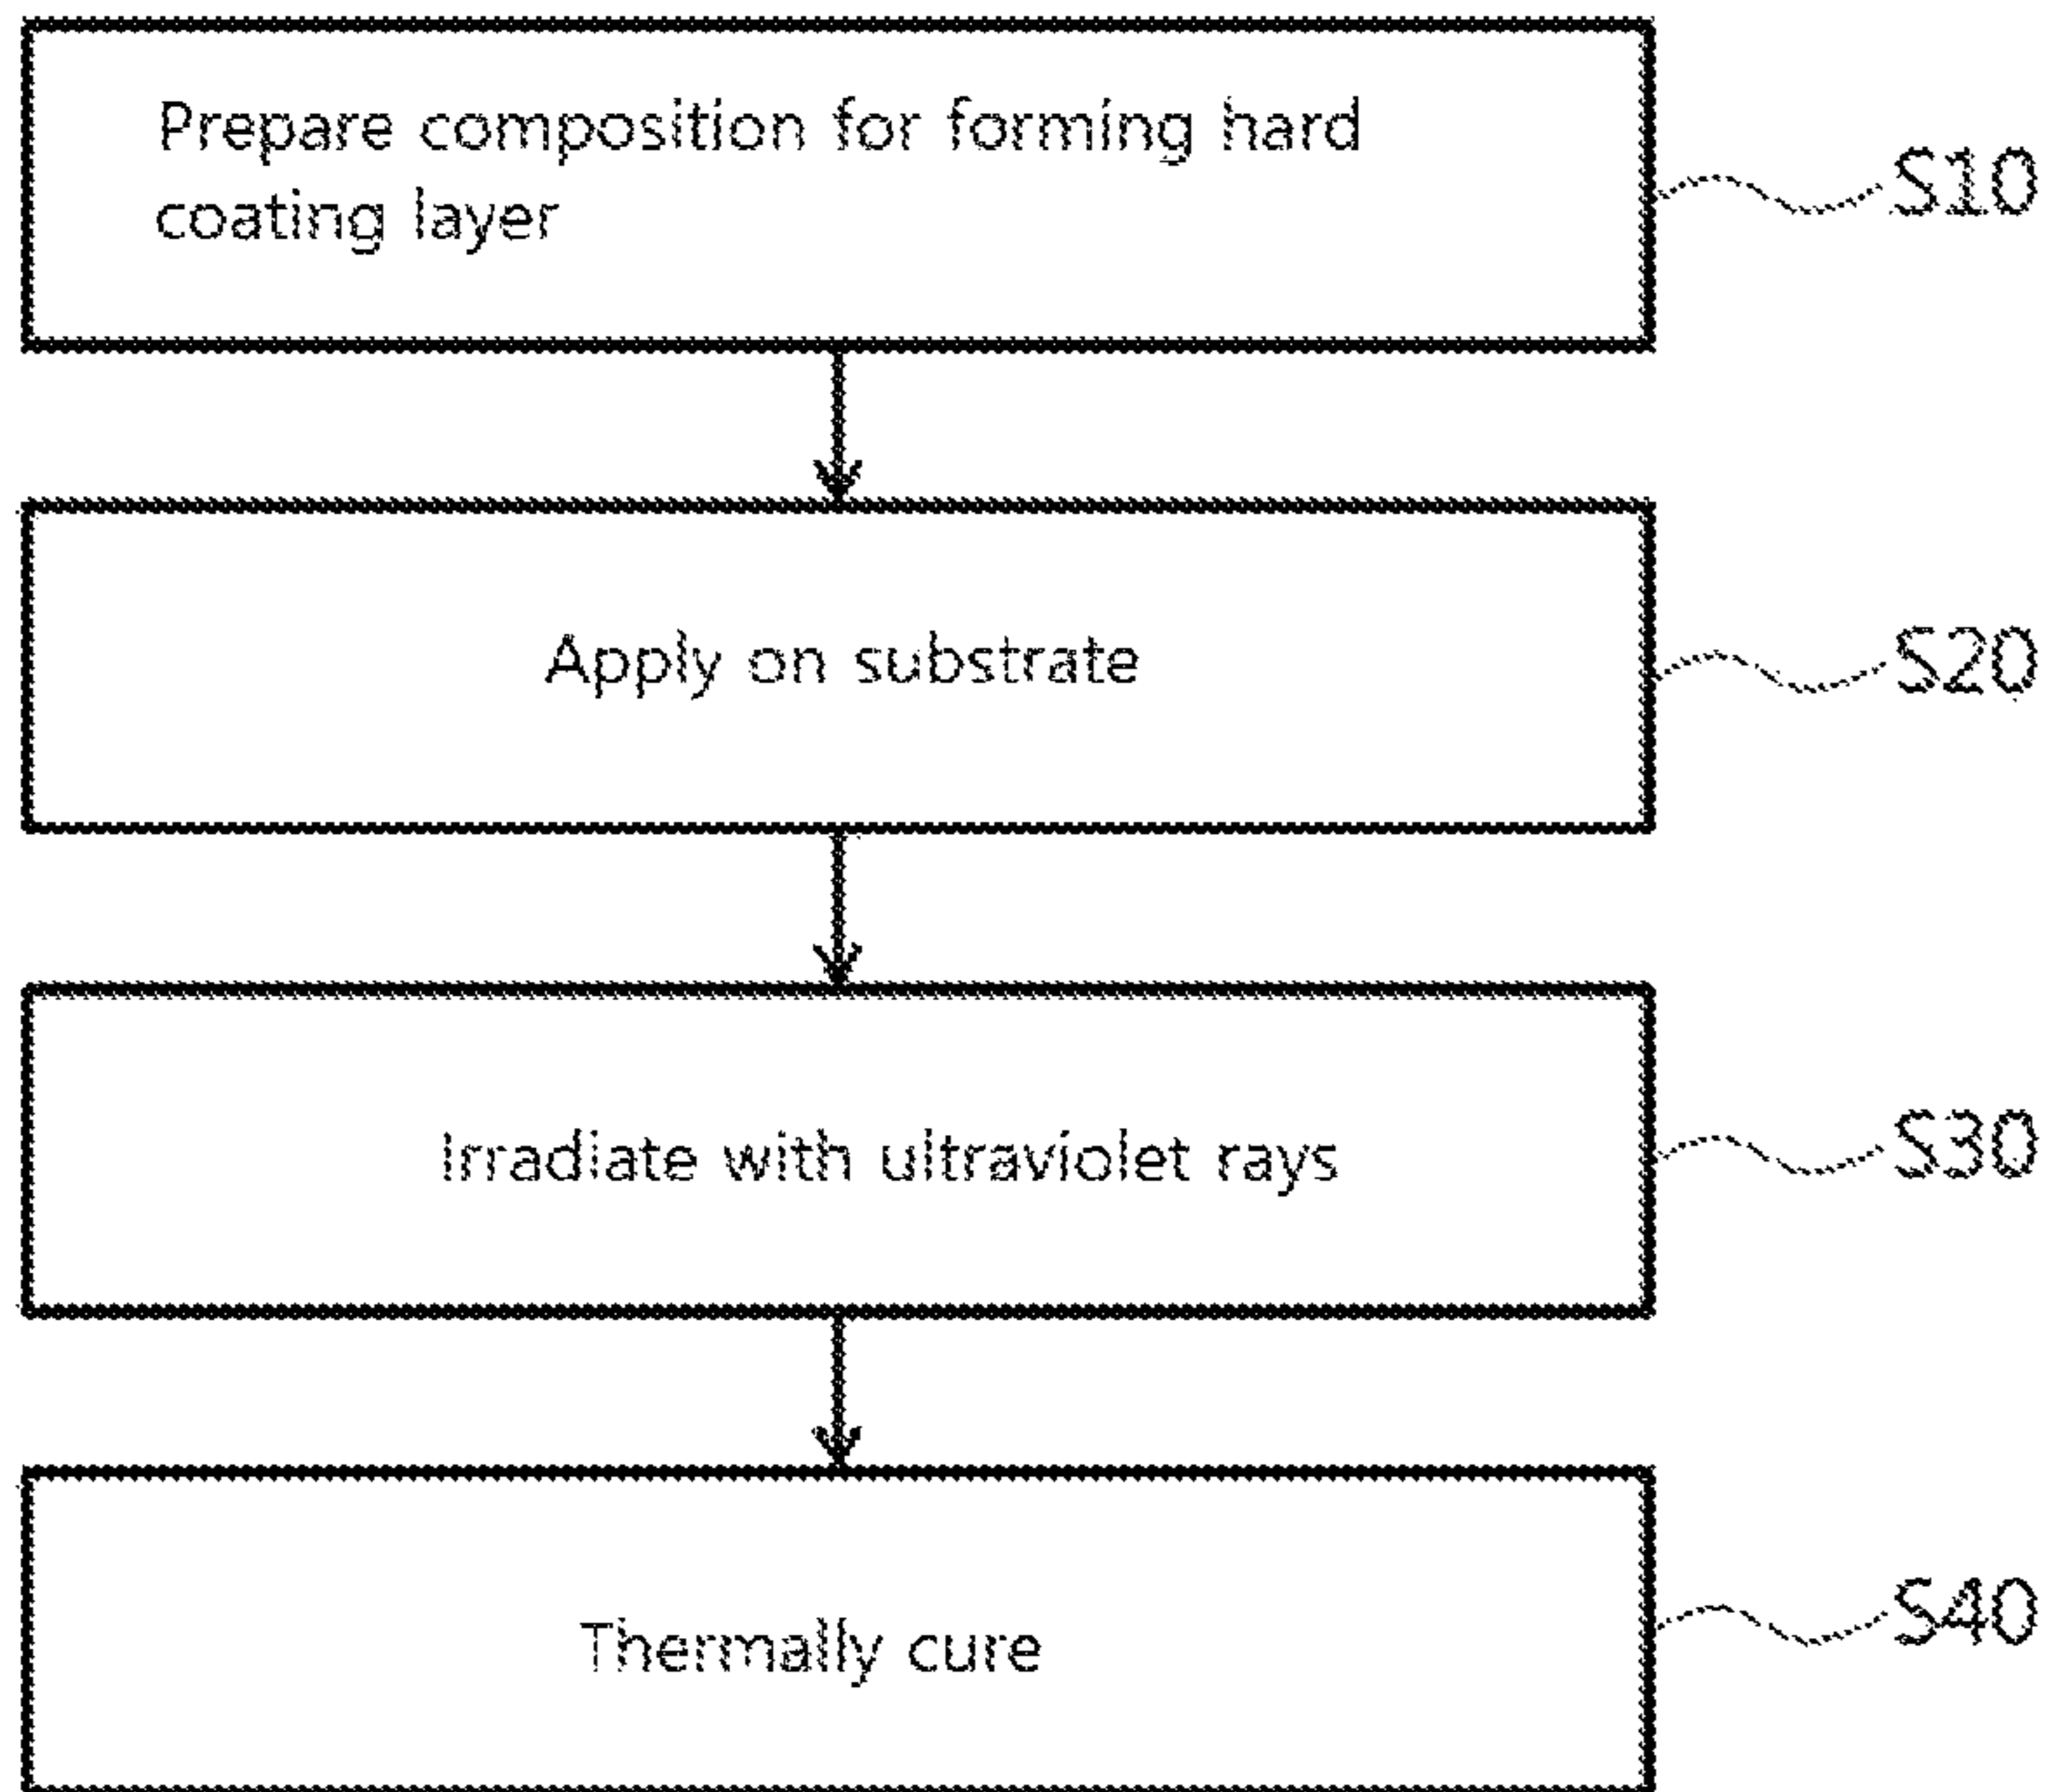 Prepare composition for forming hard
coating layer
S10
Apply on substrate
S20
Irradiate with ultraviolet rays
S30
Thermally cure
S40